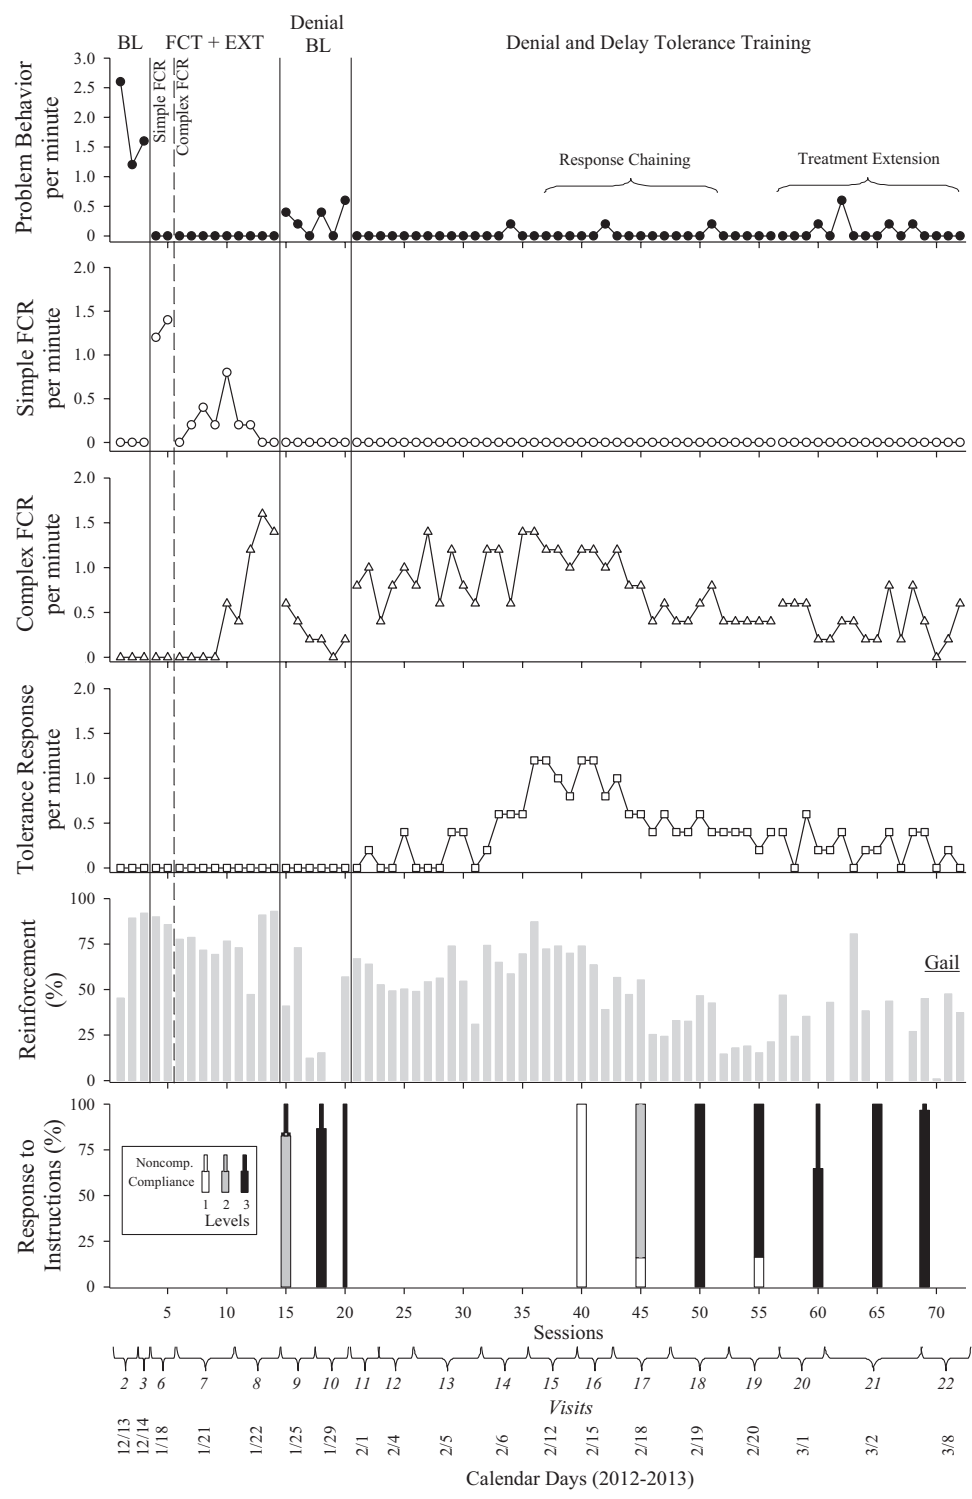 Denial
BL FCT + EXT BL Denial and Delay Tolerance Training
Problem Behavior
per minute
3.0
2.5
2.0
1.5
1.0
0.5
0
Simple FCR
Complex FCR
Response Chaining
Treatment Extension
Simple FCR
per minute
2.0
1.5
1.0
0.5
0
Complex FCR
per minute
2.0
1.5
1.0
0.5
0
Tolerance Response
per minute
2.0
1.5
1.0
0.5
0
Reinforcement
(%)
100
75
50
25
0
Gail
Response to
Instructions (%)
100
75
50
25
0
Noncomp.
Compliance
1 2 3
Levels
5 10 15 20 25 30 35 40 45 50 55 60 65 70
Sessions
2 3 6 7 8 9 10 11 12 13 14 15 16 17 18 19 20 21 22
Visits
12/13 12/14 1/18 1/21 1/22 1/25 1/29 2/1 2/4 2/5 2/6 2/12 2/15 2/18 2/19 2/20 3/1 3/2 3/8
Calendar Days (2012-2013)